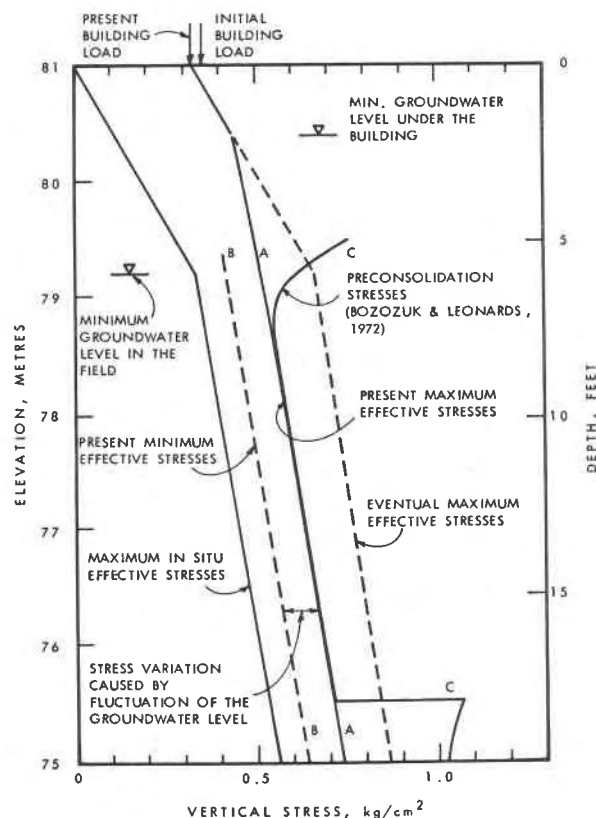 PRESENT
BUILDING
LOAD
INITIAL
BUILDING
LOAD
81
80
79
78
77
76
75
ELEVATION, METRES
0
5
10
15
DEPTH, FEET
MIN. GROUNDWATER
LEVEL UNDER THE
BUILDING
B
A
C
PRECONSOLIDATION
STRESSES
(BOZOZUK & LEONARDS,
1972)
MINIMUM
GROUNDWATER
LEVEL IN THE
FIELD
PRESENT MAXIMUM
EFFECTIVE STRESSES
PRESENT MINIMUM
EFFECTIVE STRESSES
EVENTUAL MAXIMUM
EFFECTIVE STRESSES
MAXIMUM IN SITU
EFFECTIVE STRESSES
STRESS VARIATION
CAUSED BY
FLUCTUATION OF THE
GROUNDWATER LEVEL
C
B
A
0
0.5
1.0
VERTICAL STRESS, kg/cm²